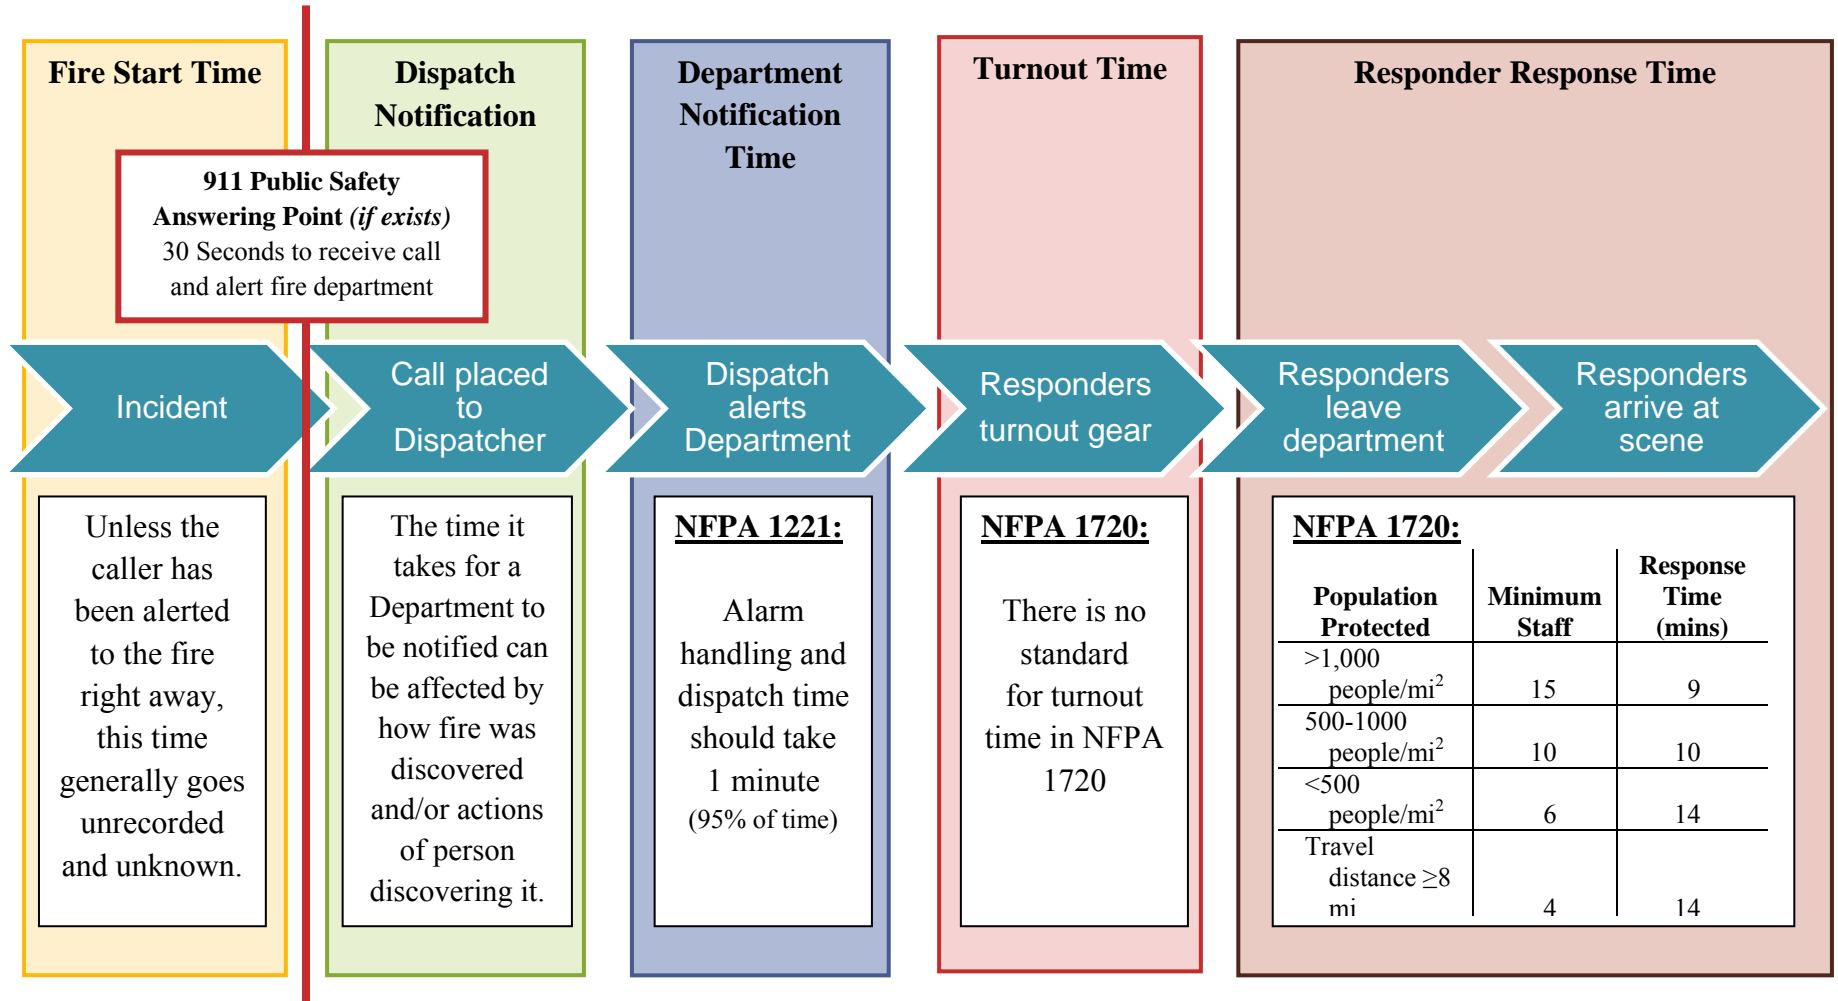 Fire Start Time
Dispatch
Notification
Department
Notification
Time
Turnout Time
Responder Response Time
911 Public Safety
Answering Point (if exists)
30 Seconds to receive call
and alert fire department
Incident
Call placed
to
Dispatcher
Dispatch
alerts
Department
Responders
turnout gear
Responders
leave
department
Responders
arrive at
scene
Unless the
caller has
been alerted
to the fire
right away,
this time
generally goes
unrecorded
and unknown.
The time it
takes for a
Department to
be notified can
be affected by
how fire was
discovered
and/or actions
of person
discovering it.
NFPA 1221:
Alarm
handling and
dispatch time
should take
1 minute
(95% of time)
NFPA 1720:
There is no
standard
for turnout
time in NFPA
1720
NFPA 1720:
Population
Protected
Minimum
Staff
Response
Time
(mins)
>1,000
people/mi² 15 9
500-1000
people/mi² 10 10
<500
people/mi² 6 14
Travel
distance ≥8
mi 4 14